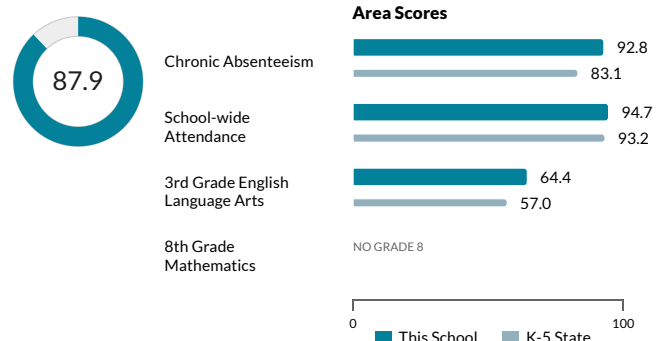 Area Scores
87.9
Chronic Absenteeism
92.8
83.1
School-wide
Attendance
94.7
93.2
3rd Grade English
Language Arts
64.4
57.0
8th Grade
Mathematics
NO GRADE 8
0
100
This School
K-5 State